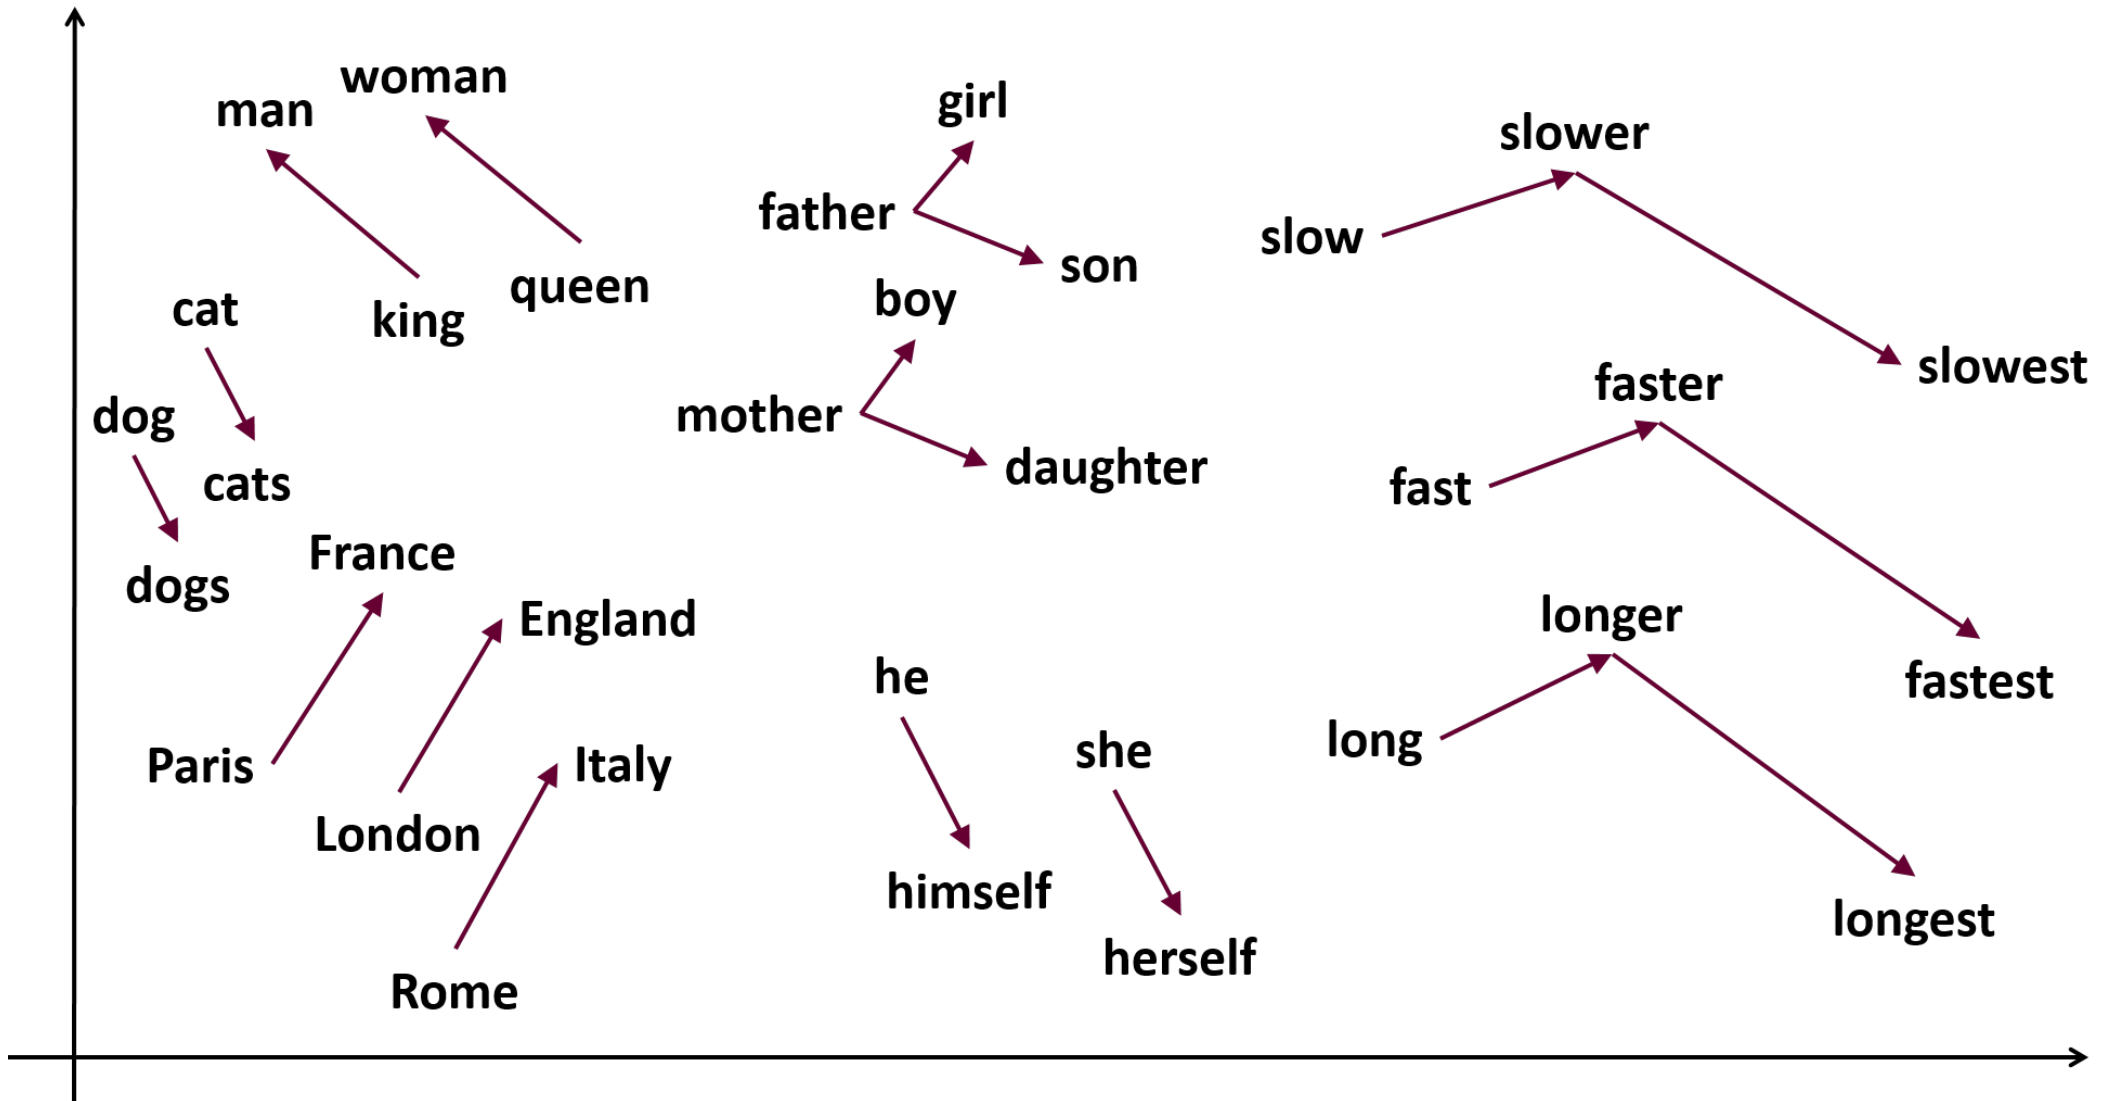 woman
man
girl
slower
father
slow
son
boy
queen
cat
king
slowest
faster
dog
mother
daughter
cats
fast
France
dogs
longer
England
he
fastest
long
she
Paris
Italy
London
himself
longest
herself
Rome